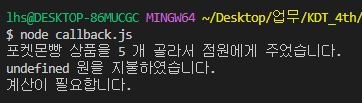 lhs@DESKTOP-86MUCGC MINGW64 ~/Desktop/업무/KDT_4th/
$ node callback.js
포켓몬빵 상품을 5 개 골라서 점원에게 주었습니다.
undefined 원을 지불하였습니다.
계산이 필요합니다.